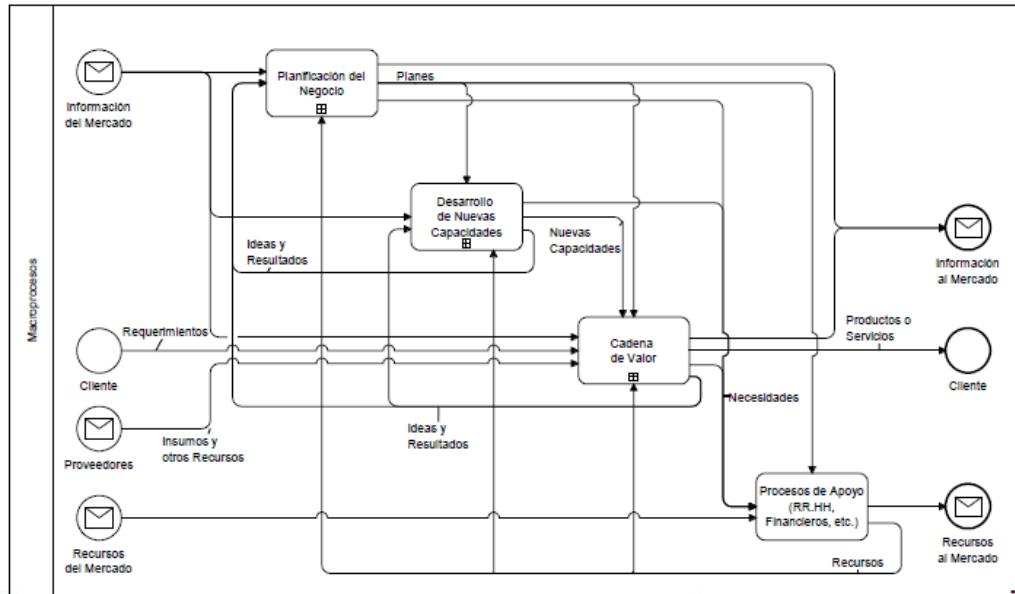 Macroprocesos
Información
del Mercado
Planificación del
Negocio
Planes
Desarrollo
de Nuevas
Capacidades
Ideas y
Resultados
Nuevas
Capacidades
Información
al Mercado
Requerimientos
Cliente
Cadena
de Valor
Productos o
Servicios
Cliente
Necesidades
Proveedores
Insumos y
otros Recursos
Ideas y
Resultados
Recursos
del Mercado
Procesos de Apoyo
(RR.HH,
Financieros, etc.)
Recursos
Recursos
al Mercado